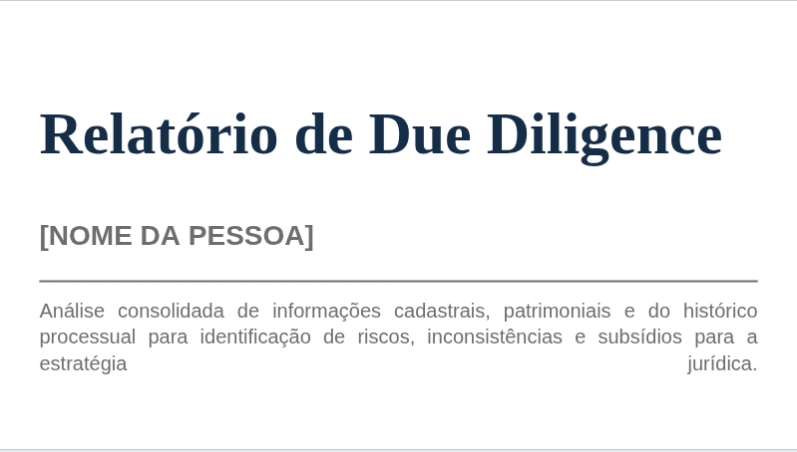 Relatório de Due Diligence
[NOME DA PESSOA]
Análise consolidada de informações cadastrais, patrimoniais e do histórico
processual para identificação de riscos, inconsistências e subsídios para a
estratégia jurídica.